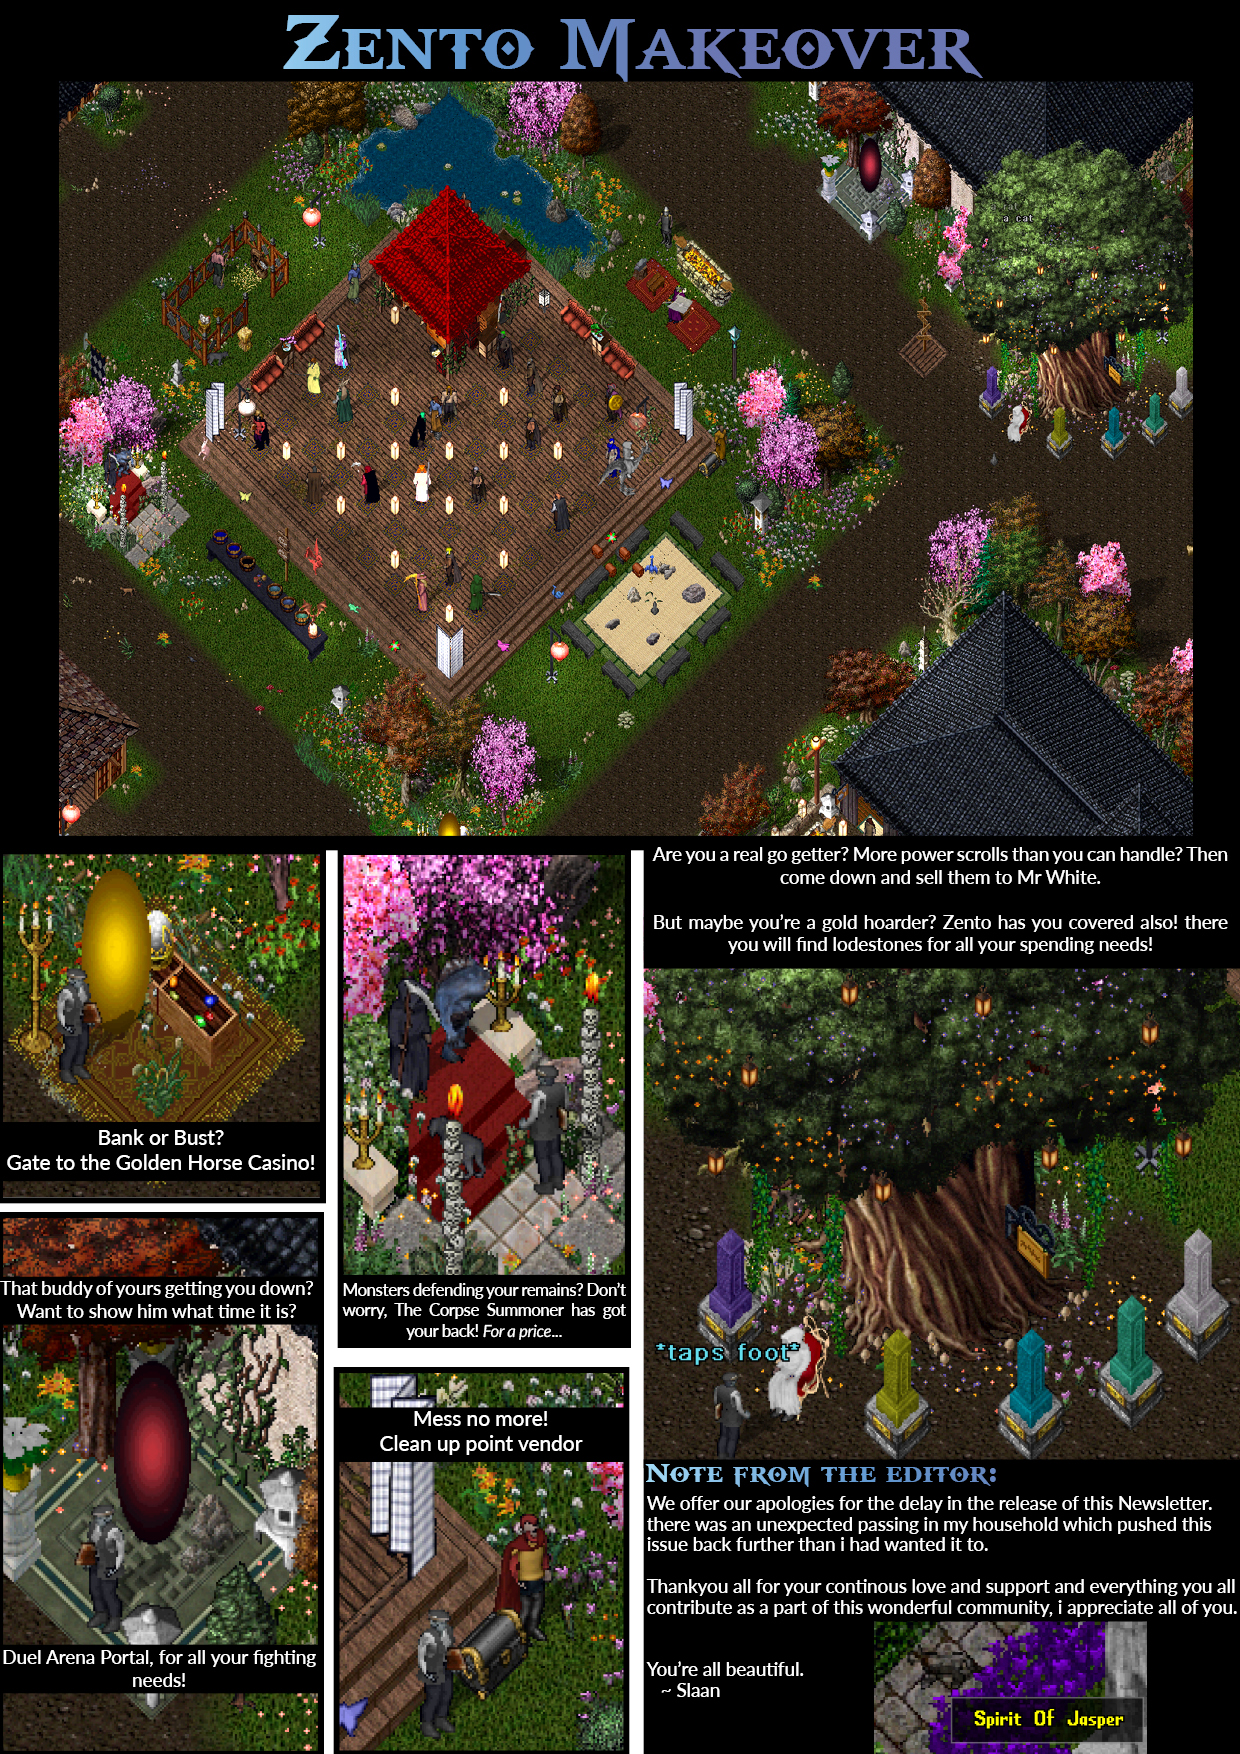 Zento Makeover
a cat
Bank or Bust?
Gate to the Golden Horse Casino!
That buddy of yours getting you down?
Want to show him what time it is?
Duel Arena Portal, for all your fighting
needs!
Monsters defending your remains? Don't
worry, The Corpse Summoner has got
your back! For a price...
Mess no more!
Clean up point vendor
Are you a real go getter? More power scrolls than you can handle? Then
come down and sell them to Mr White.
But maybe you're a gold hoarder? Zento has you covered also! there
you will find lodestones for all your spending needs!
*taps foot*
Note from the editor:
We offer our apologies for the delay in the release of this Newsletter.
there was an unexpected passing in my household which pushed this
issue back further than i had wanted it to.
Thankyou all for your continous love and support and everything you all
contribute as a part of this wonderful community, i appreciate all of you.
You're all beautiful.
~ Slaan
Spirit Of Jasper